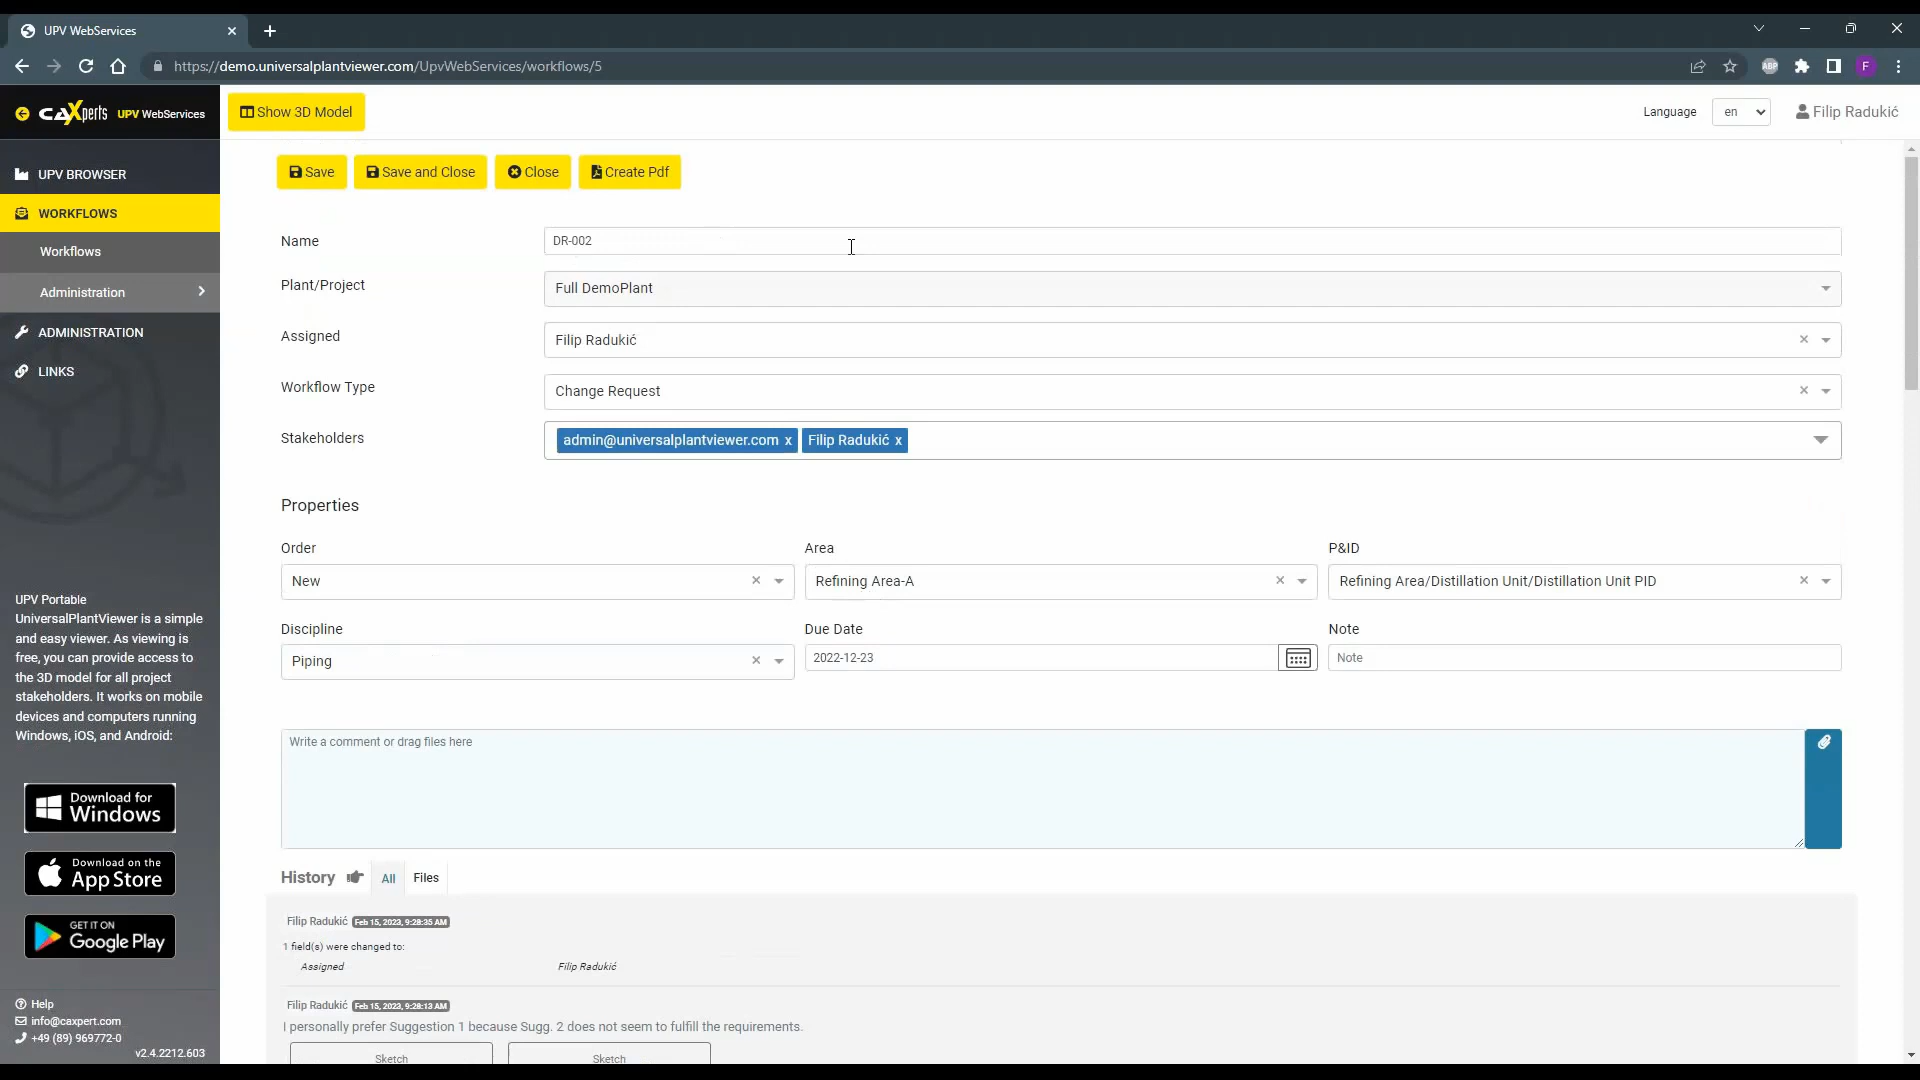 UPV WebServices
https://demo.universalplantviewer.com/UpvWebServices/workflows/5
ABP
F
caXperts UPV WebServices
Show 3D Model
Language
en
Filip Radukić
UPV BROWSER
WORKFLOWS
Workflows
Administration
ADMINISTRATION
LINKS
UPV Portable
UniversalPlantViewer is a simple
and easy viewer. As viewing is
free, you can provide access to
the 3D model for all project
stakeholders. It works on mobile
devices and computers running
Windows, iOS, and Android:
Download for
Windows
Download on the
App Store
GET IT ON
Google Play
Help
info@caxpert.com
+49 (89) 969772-0
v2.4.2212.603
Save
Save and Close
Close
Create Pdf
Name
DR-002
Plant/Project
Full DemoPlant
Assigned
Filip Radukić
Workflow Type
Change Request
Stakeholders
admin@universalplantviewer.com x
Filip Radukić x
Properties
Order
Area
P&ID
New
Refining Area-A
Refining Area/Distillation Unit/Distillation Unit PID
Discipline
Due Date
Note
Piping
2022-12-23
Note
Write a comment or drag files here
History
All
Files
Filip Radukić Feb 15, 2023, 9:28:35 AM
1 field(s) were changed to:
Assigned
Filip Radukić
Filip Radukić Feb 15, 2023, 9:28:13 AM
I personally prefer Suggestion 1 because Sugg. 2 does not seem to fulfill the requirements.
Sketch
Sketch